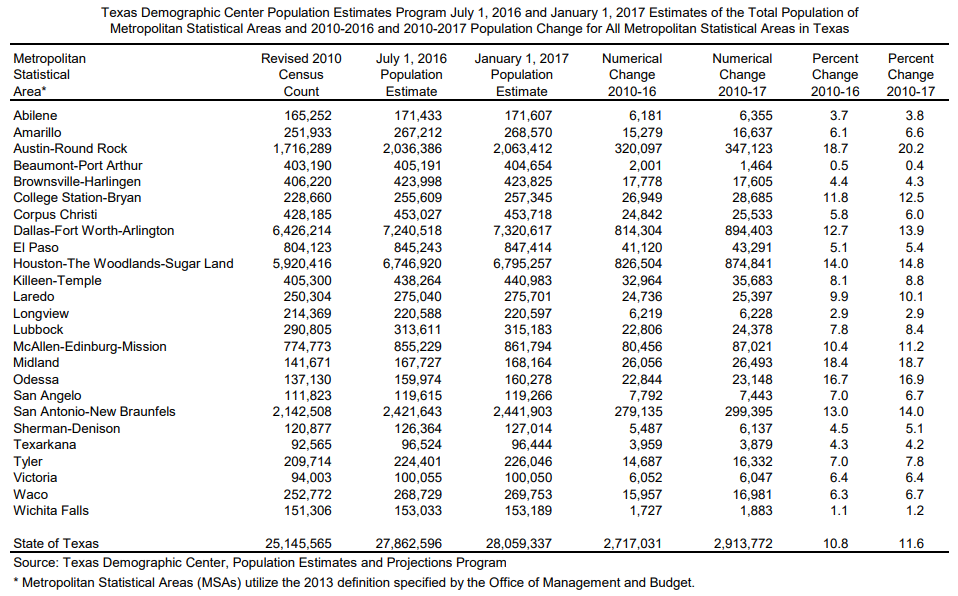 Texas Demographic Center Population Estimates Program July 1, 2016 and January 1, 2017 Estimates of the Total Population of
Metropolitan Statistical Areas and 2010-2016 and 2010-2017 Population Change for All Metropolitan Statistical Areas in Texas
Metropolitan Revised 2010 July 1, 2016 January 1, 2017 Numerical Numerical Percent Percent
Statistical Census Population Population Change Change Change Change
Area* Count Estimate Estimate 2010-16 2010-17 2010-16 2010-17
Abilene 165,252 171,433 171,607 6,181 6,355 3.7 3.8
Amarillo 251,933 267,212 268,570 15,279 16,637 6.1 6.6
Austin-Round Rock 1,716,289 2,036,386 2,063,412 320,097 347,123 18.7 20.2
Beaumont-Port Arthur 403,190 405,191 404,654 2,001 1,464 0.5 0.4
Brownsville-Harlingen 406,220 423,998 423,825 17,778 17,605 4.4 4.3
College Station-Bryan 228,660 255,609 257,345 26,949 28,685 11.8 12.5
Corpus Christi 428,185 453,027 453,718 24,842 25,533 5.8 6.0
Dallas-Fort Worth-Arlington 6,426,214 7,240,518 7,320,617 814,304 894,403 12.7 13.9
El Paso 804,123 845,243 847,414 41,120 43,291 5.1 5.4
Houston-The Woodlands-Sugar Land 5,920,416 6,746,920 6,795,257 826,504 874,841 14.0 14.8
Killeen-Temple 405,300 438,264 440,983 32,964 35,683 8.1 8.8
Laredo 250,304 275,040 275,701 24,736 25,397 9.9 10.1
Longview 214,369 220,588 220,597 6,219 6,228 2.9 2.9
Lubbock 290,805 313,611 315,183 22,806 24,378 7.8 8.4
McAllen-Edinburg-Mission 774,773 855,229 861,794 80,456 87,021 10.4 11.2
Midland 141,671 167,727 168,164 26,056 26,493 18.4 18.7
Odessa 137,130 159,974 160,278 22,844 23,148 16.7 16.9
San Angelo 111,823 119,615 119,266 7,792 7,443 7.0 6.7
San Antonio-New Braunfels 2,142,508 2,421,643 2,441,903 279,135 299,395 13.0 14.0
Sherman-Denison 120,877 126,364 127,014 5,487 6,137 4.5 5.1
Texarkana 92,565 96,524 96,444 3,959 3,879 4.3 4.2
Tyler 209,714 224,401 226,046 14,687 16,332 7.0 7.8
Victoria 94,003 100,055 100,050 6,052 6,047 6.4 6.4
Waco 252,772 268,729 269,753 15,957 16,981 6.3 6.7
Wichita Falls 151,306 153,033 153,189 1,727 1,883 1.1 1.2
State of Texas 25,145,565 27,862,596 28,059,337 2,717,031 2,913,772 10.8 11.6
Source: Texas Demographic Center, Population Estimates and Projections Program
* Metropolitan Statistical Areas (MSAs) utilize the 2013 definition specified by the Office of Management and Budget.